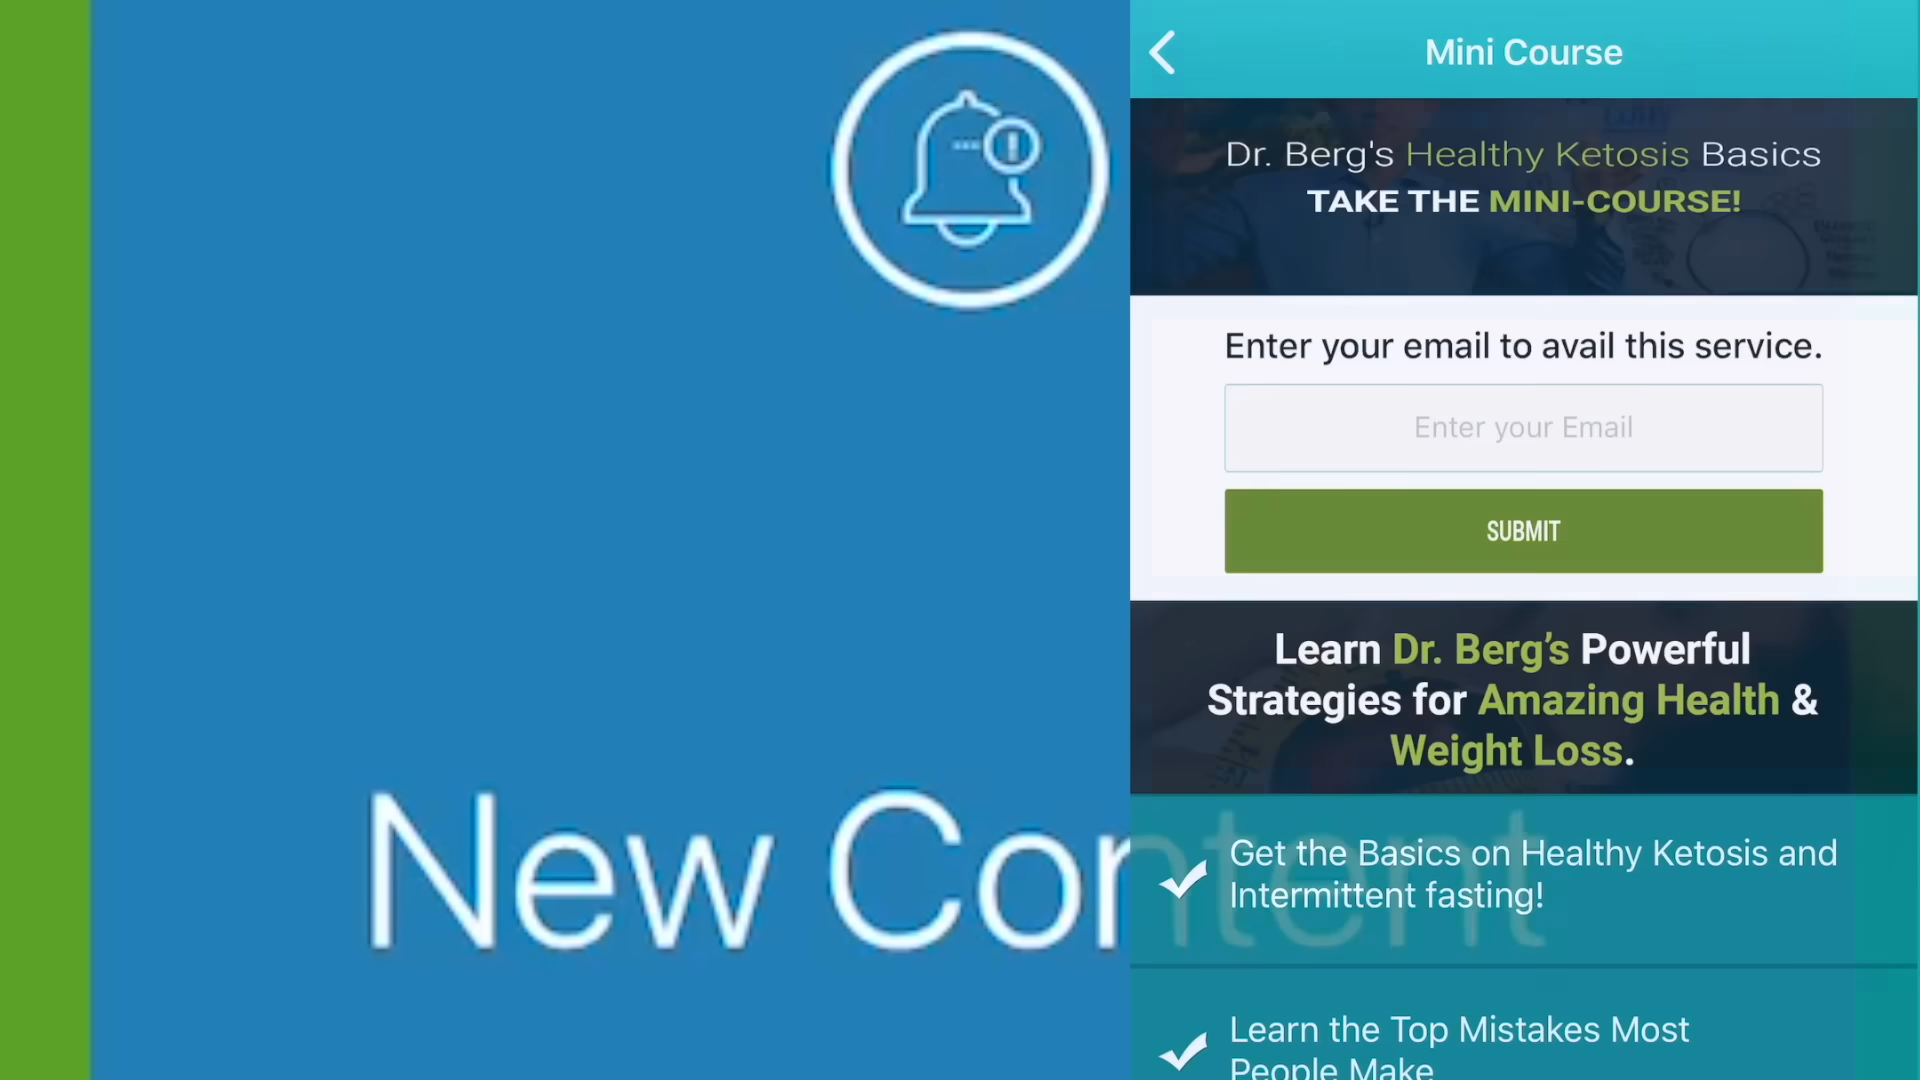 New Content
Mini Course
Dr. Berg's Healthy Ketosis Basics
TAKE THE MINI-COURSE!
Enter your email to avail this service.
Enter your Email
SUBMIT
Learn Dr. Berg’s Powerful
Strategies for Amazing Health &
Weight Loss.
Get the Basics on Healthy Ketosis and
Intermittent fasting!
Learn the Top Mistakes Most
People Make